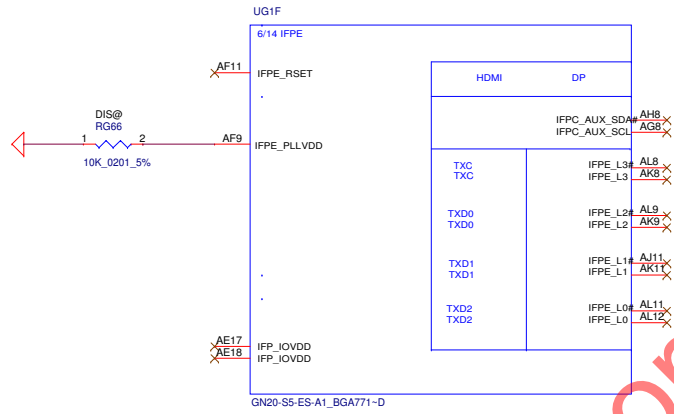 UG1F
6/14 IFPE
AF11
IFPE_RSET
HDMI DP
DIS@
RG66
AH8
IFPC_AUX_SDA#
AG8
IFPC_AUX_SCL
1 2
AF9
IFPE_PLLVDD
10K_0201_5%
TXC IFPE_L3# AL8
TXC IFPE_L3 AK8
TXD0 IFPE_L2# AL9
TXD0 IFPE_L2 AK9
TXD1 IFPE_L1# AJ11
TXD1 IFPE_L1 AK11
TXD2 IFPE_L0# AL11
TXD2 IFPE_L0 AL12
AE17
IFP_IOVDD
AE18
IFP_IOVDD
GN20-S5-ES-A1_BGA771~D